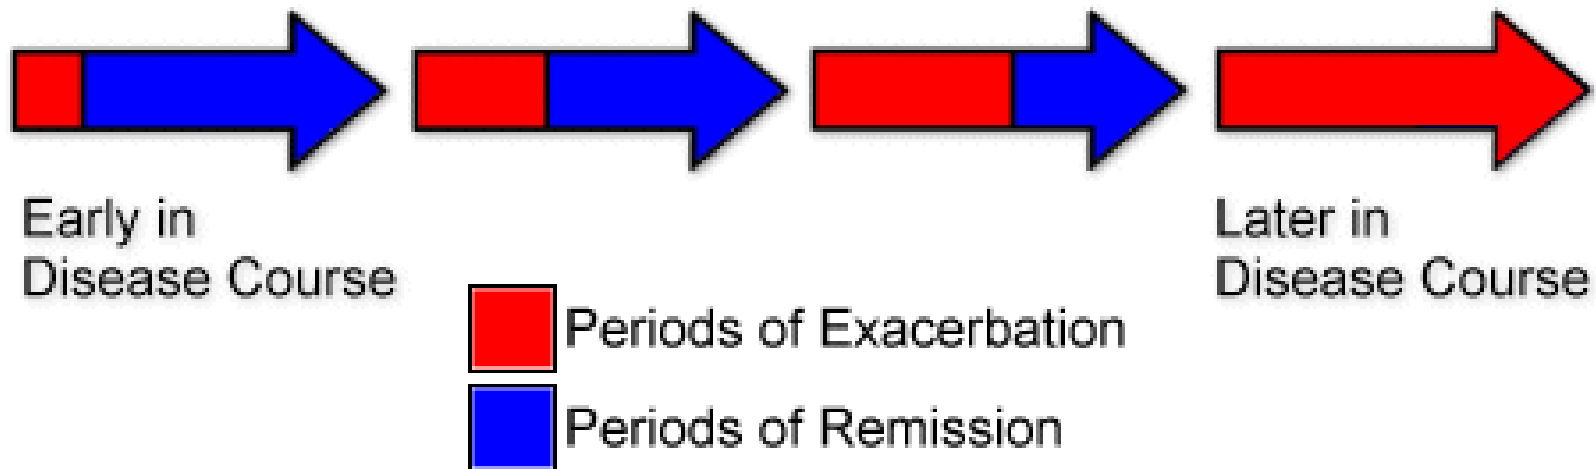 Early in
Disease Course
Later in
Disease Course
Periods of Exacerbation
Periods of Remission